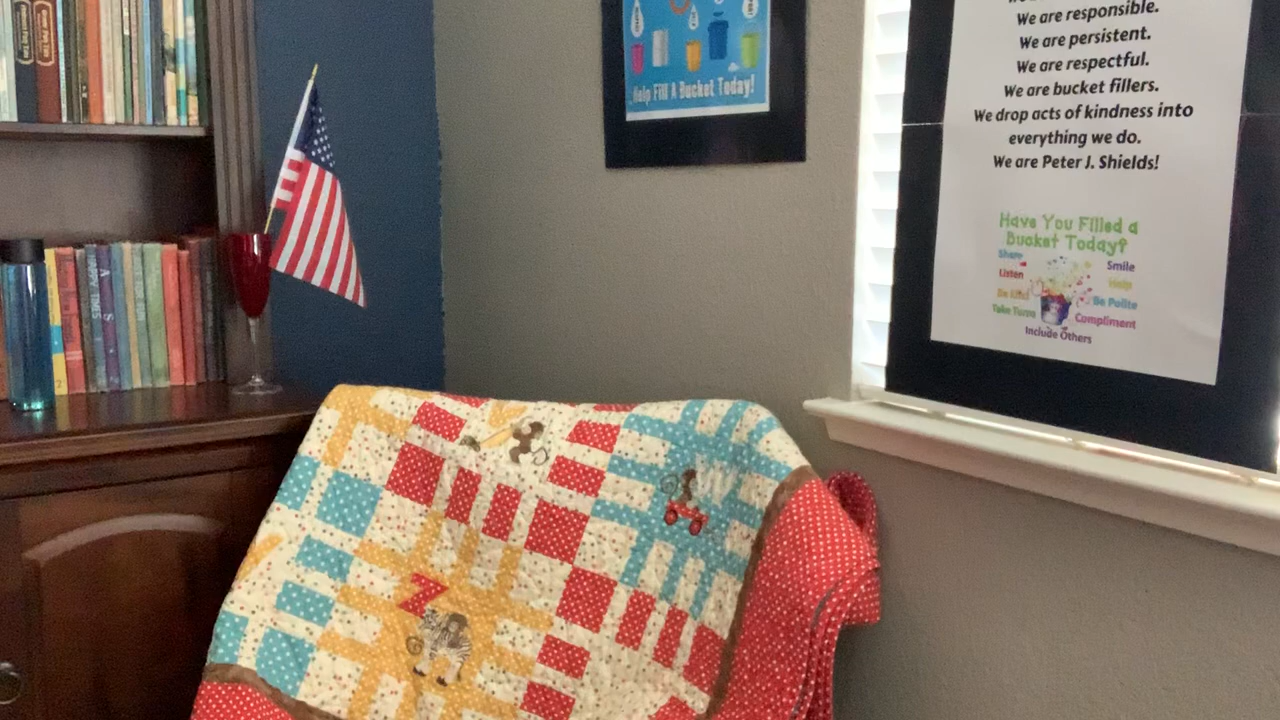 Help Fill A Bucket Today!
We are responsible.
We are persistent.
We are respectful.
We are bucket fillers.
We drop acts of kindness into
everything we do.
We are Peter J. Shields!
Have You Filled a
Bucket Today?
Share
Smile
Listen
Help
Be Kind
Be Polite
Take Turns
Compliment
Include Others
Z
W